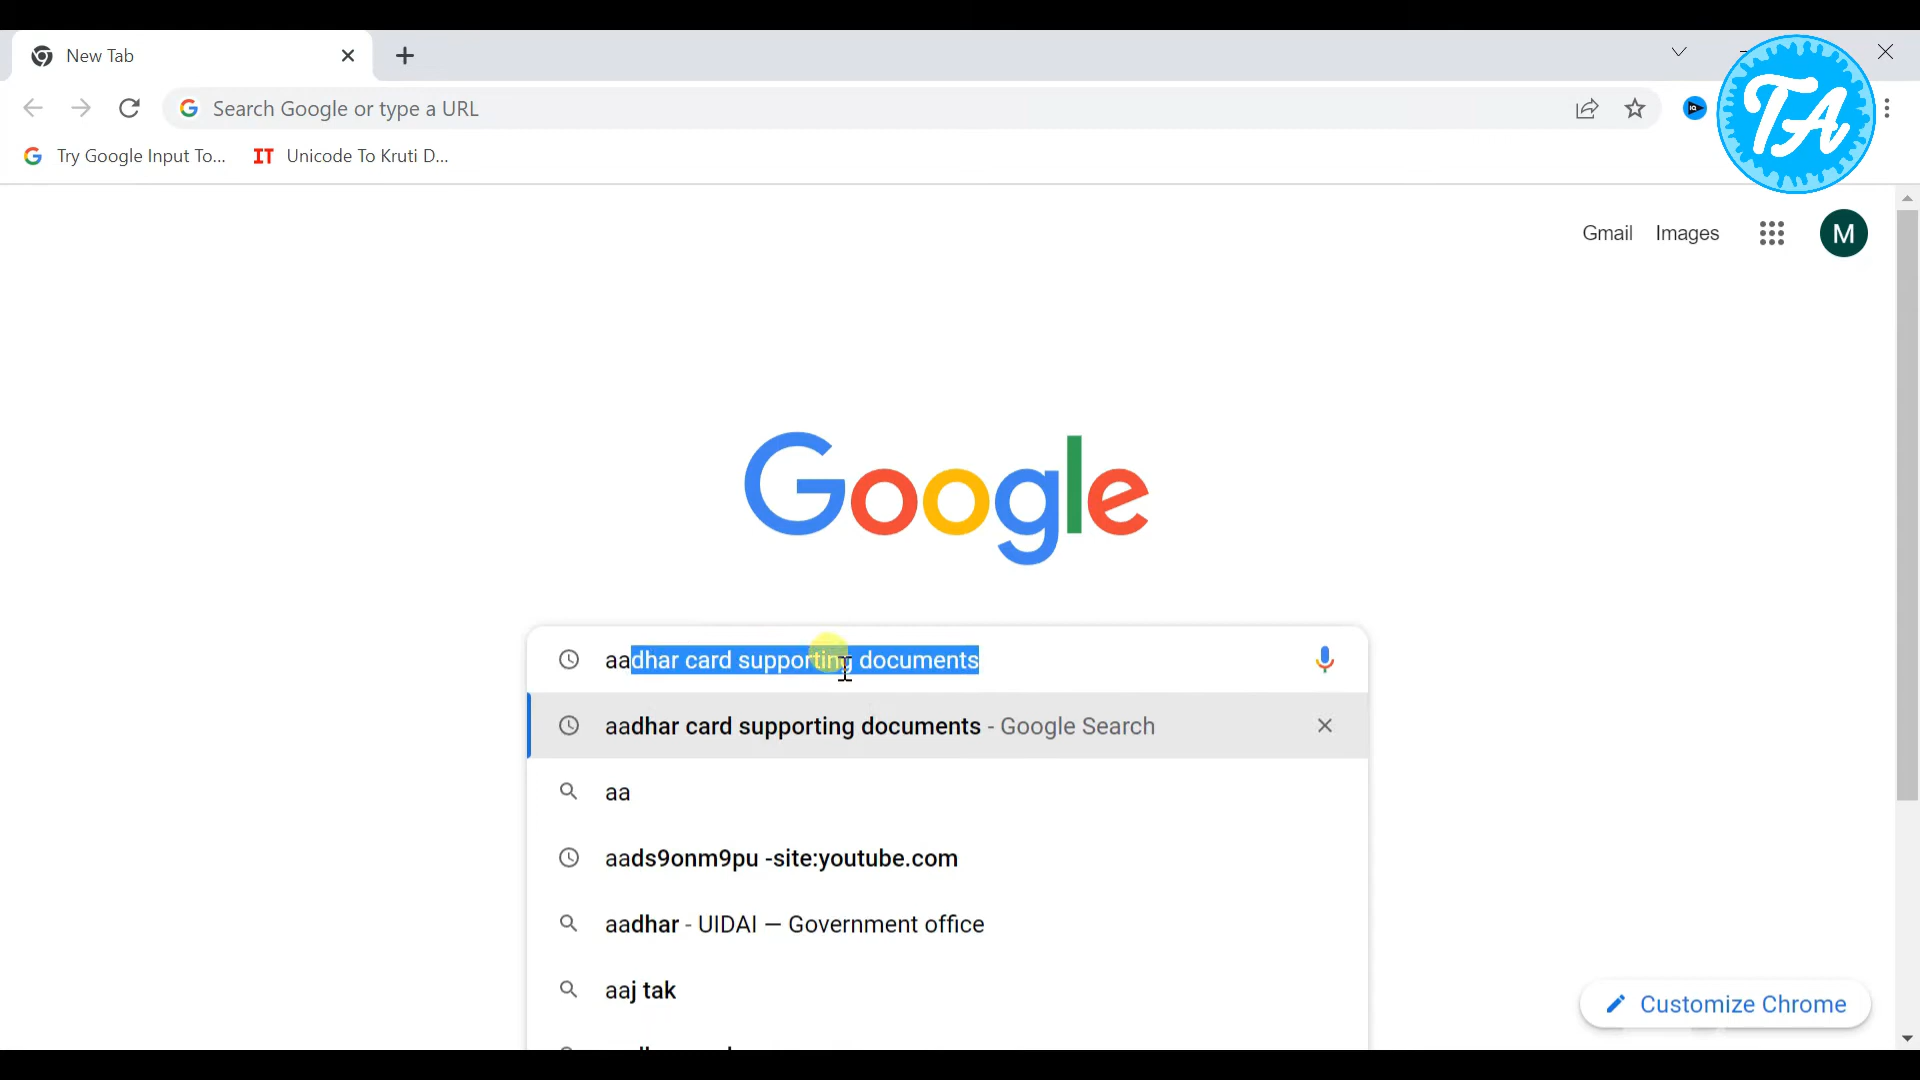 New Tab
Search Google or type a URL
Try Google Input To...
IT Unicode To Kruti D...
TA
Gmail Images
M
Google
aadhar card supporting documents
aadhar card supporting documents - Google Search
aa
aads9onm9pu -site:youtube.com
aadhar - UIDAI — Government office
aaj tak
Customize Chrome